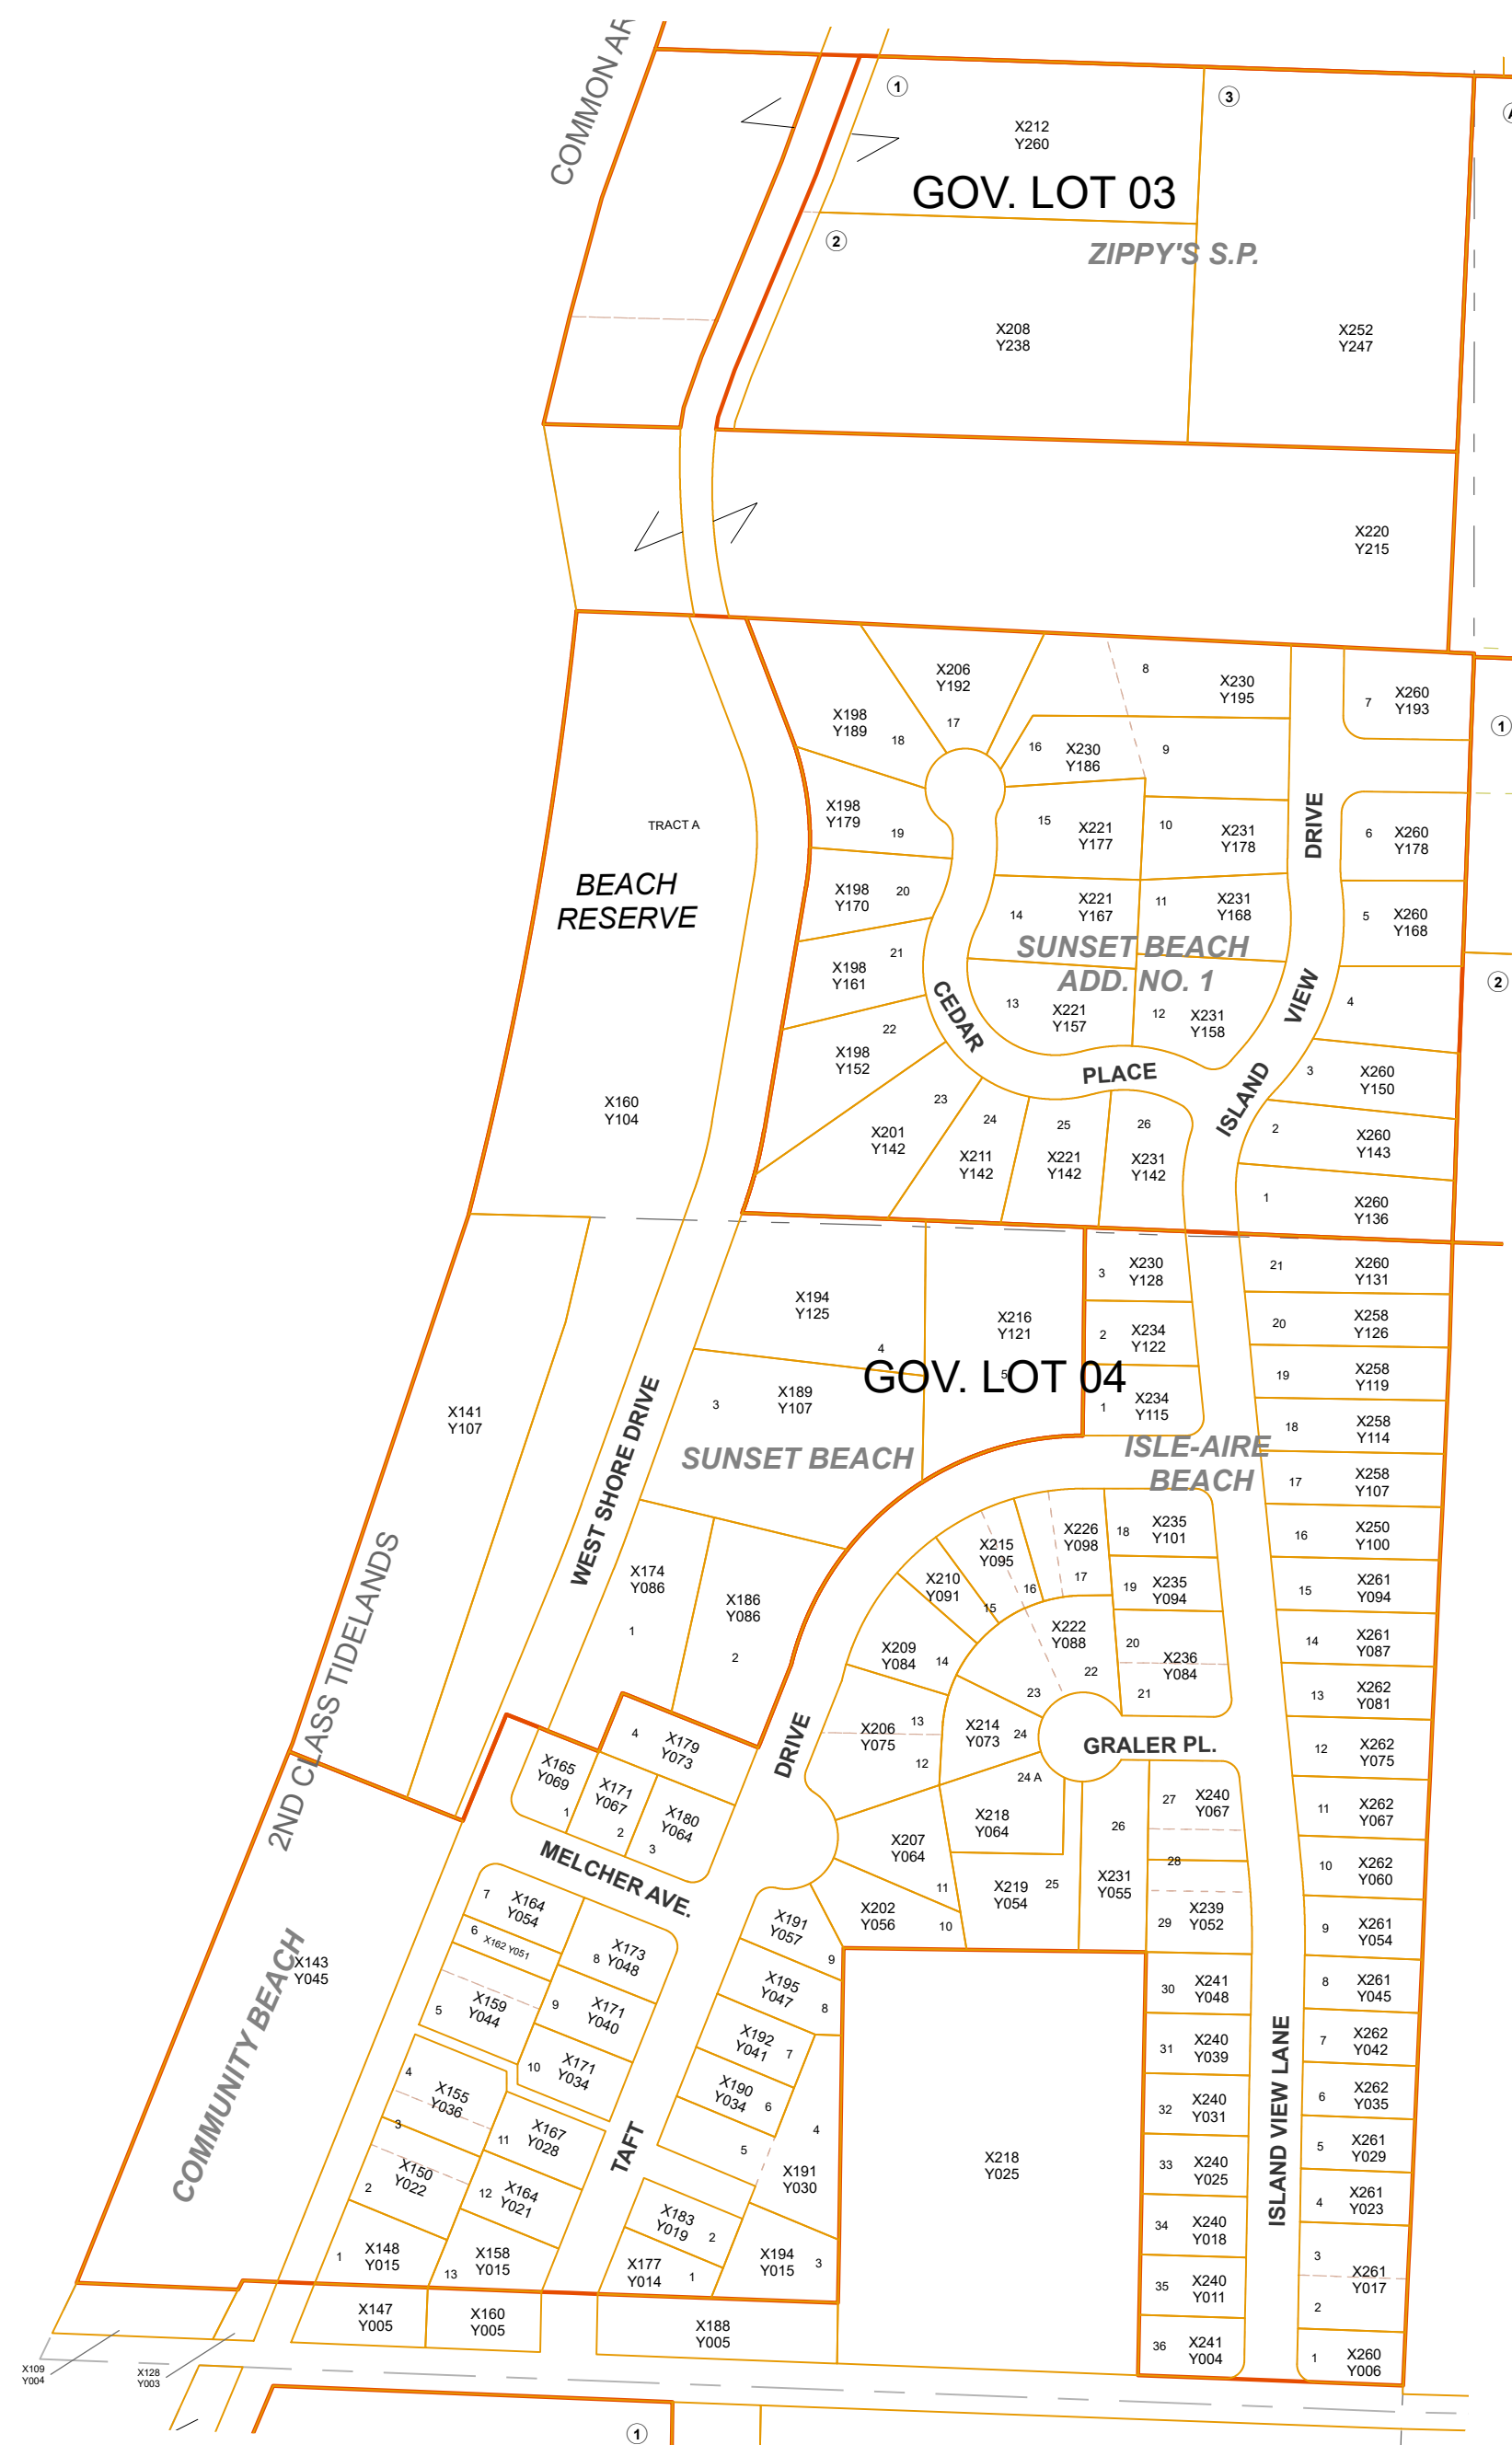 COMMON AR
1
3
X212
Y260
GOV. LOT 03
2
ZIPPY'S S.P.
X208
Y238
X252
Y247
X220
Y215
X206
Y192
17
8
X230
Y195
7
X260
Y193
X198
Y189
18
16
X230
Y186
9
1
X198
Y179
19
TRACT A
15
X221
Y177
10
X231
Y178
DRIVE
6
X260
Y178
BEACH
RESERVE
X198
Y170
20
14
X221
Y167
11
X231
Y168
5
X260
Y168
SUNSET BEACH
ADD. NO. 1
X198
Y161
21
2
13
X221
Y157
12
X231
Y158
VIEW
4
CEDAR
22
X198
Y152
PLACE
ISLAND
3
X260
Y150
X160
Y104
23
X201
Y142
24
X211
Y142
25
X221
Y142
26
X231
Y142
2
X260
Y143
1
X260
Y136
3
X230
Y128
21
X260
Y131
X194
Y125
4
X216
Y121
5
2
X234
Y122
20
X258
Y126
GOV. LOT 04
3
X189
Y107
1
X234
Y115
19
X258
Y119
X141
Y107
WEST SHORE DRIVE
SUNSET BEACH
ISLE-AIRE
BEACH
18
X258
Y114
17
X258
Y107
X174
Y086
1
X186
Y086
2
X215
Y095
16
X226
Y098
17
18
X235
Y101
16
X250
Y100
X210
Y091
15
19
X235
Y094
15
X261
Y094
X209
Y084
14
X222
Y088
22
20
X236
Y084
21
14
X261
Y087
2ND CLASS TIDELANDS
23
13
X262
Y081
4
X179
Y073
DRIVE
X206
Y075
13
12
X214
Y073
24
GRALER PL.
12
X262
Y075
X165
Y069
1
X171
Y067
2
X180
Y064
3
24 A
27
X240
Y067
11
X262
Y067
MELCHER AVE.
X207
Y064
11
X218
Y064
26
28
10
X262
Y060
7
X164
Y054
X191
Y057
9
X202
Y056
10
X219
Y054
25
X231
Y055
29
X239
Y052
9
X261
Y054
6
X162 Y051
8
X173
Y048
COMMUNITY BEACH
X143
Y045
5
X159
Y044
9
X171
Y040
X195
Y047
8
30
X241
Y048
8
X261
Y045
10
X171
Y034
X192
Y041
7
31
X240
Y039
ISLAND VIEW LANE
7
X262
Y042
4
X155
Y036
3
X190
Y034
6
4
32
X240
Y031
6
X262
Y035
11
X167
Y028
TAFT
5
X191
Y030
X218
Y025
33
X240
Y025
5
X261
Y029
2
X150
Y022
12
X164
Y021
X183
Y019
2
34
X240
Y018
4
X261
Y023
1
X148
Y015
13
X158
Y015
X177
Y014
1
X194
Y015
3
35
X240
Y011
3
X261
Y017
2
X147
Y005
X160
Y005
X188
Y005
36
X241
Y004
1
X260
Y006
X109
Y004
X128
Y003
1